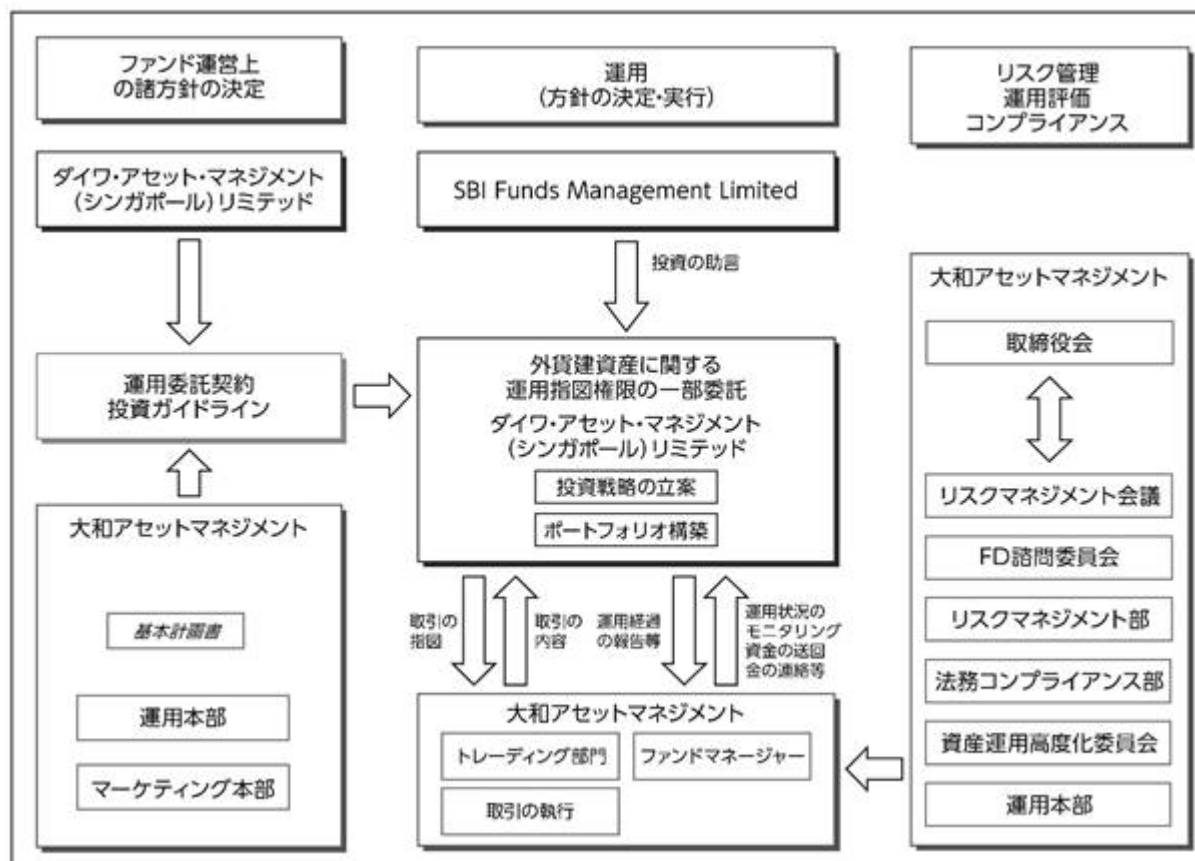 ファンド運営上
の諸方針の決定
運用
(方針の決定・実行)
リスク管理
運用評価
コンプライアンス
ダイワ・アセット・マネジメント
(シンガポール)リミテッド
SBI Funds Management Limited
投資の助言
運用委託契約
投資ガイドライン
外貨建資産に関する
運用指図権限の一部委託
ダイワ・アセット・マネジメント
(シンガポール)リミテッド
投資戦略の立案
ポートフォリオ構築
大和アセットマネジメント
基本計画書
運用本部
マーケティング本部
取引の
指図
取引の
内容
運用経過
の報告等
運用状況の
モニタリング
資金の送回
金の連絡等
大和アセットマネジメント
トレーディング部門
ファンドマネージャー
取引の執行
大和アセットマネジメント
取締役会
リスクマネジメント会議
FD諮問委員会
リスクマネジメント部
法務コンプライアンス部
資産運用高度化委員会
運用本部